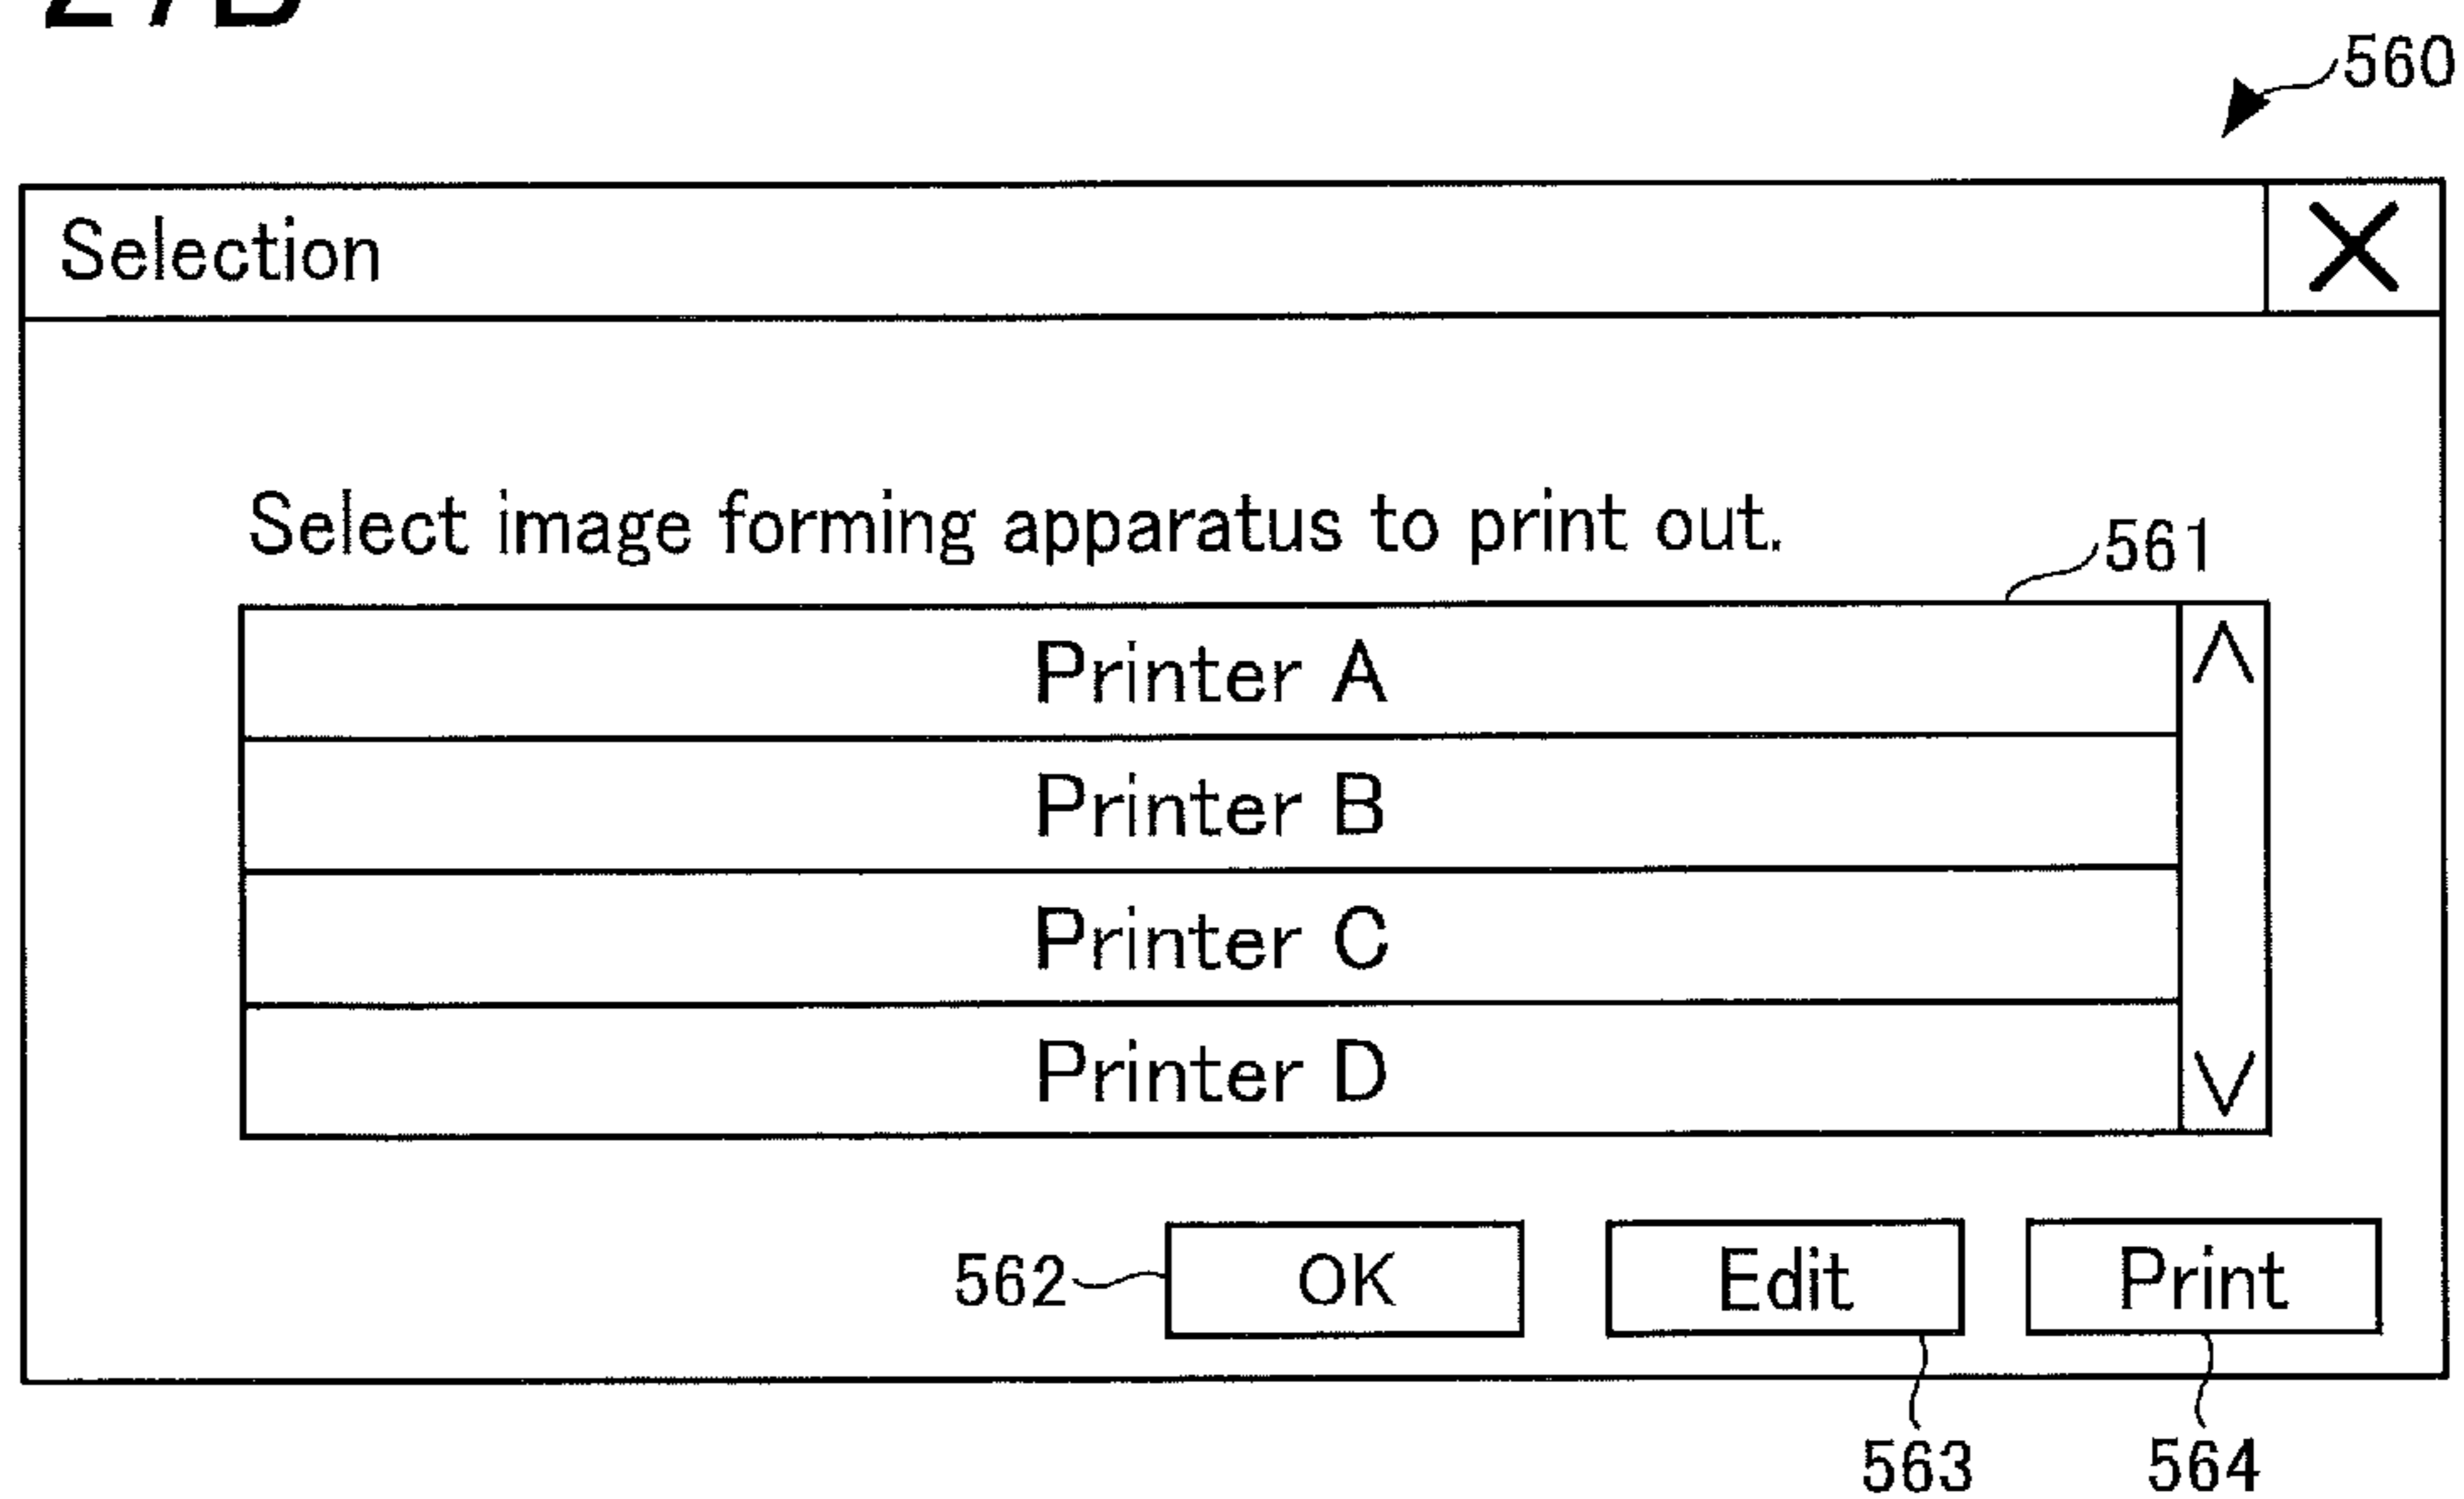 27B
560
Selection
Select image forming apparatus to print out.
561
Printer A
Printer B
Printer C
Printer D
562
OK
Edit
Print
563
564